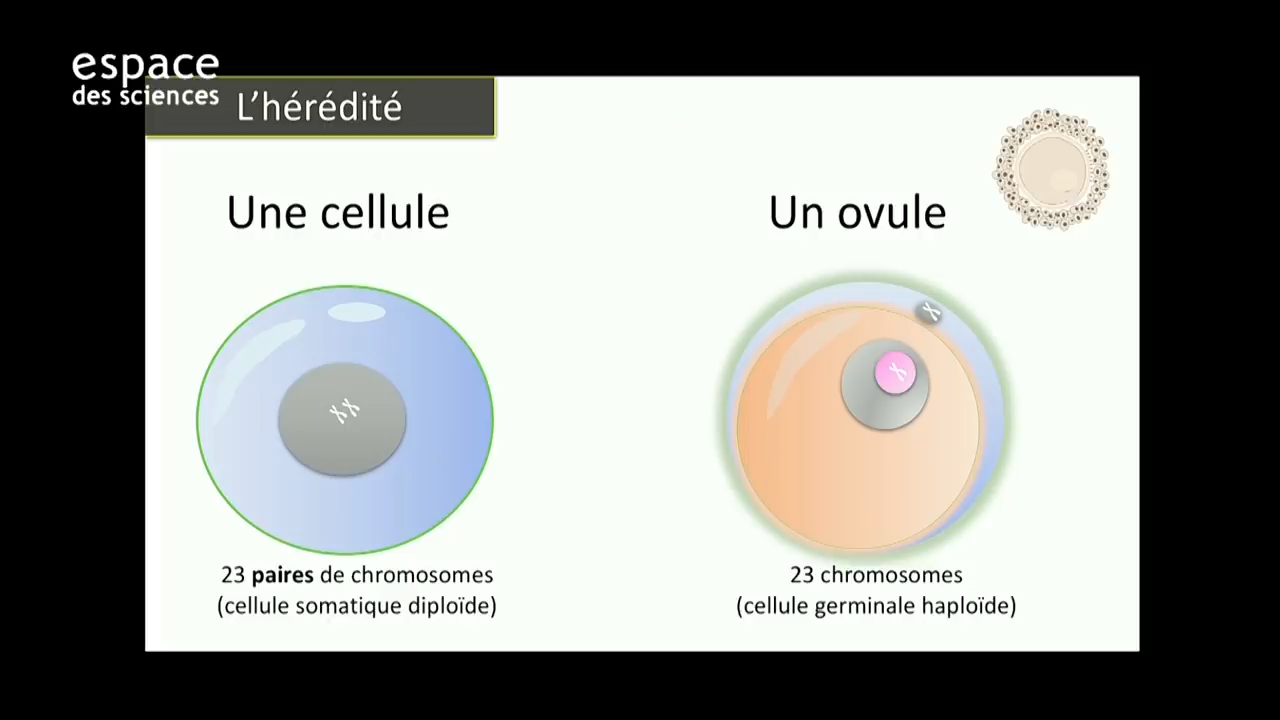 espace
des sciences
L'hérédité
Une cellule
Un ovule
23 paires de chromosomes
(cellule somatique diploïde)
23 chromosomes
(cellule germinale haploïde)